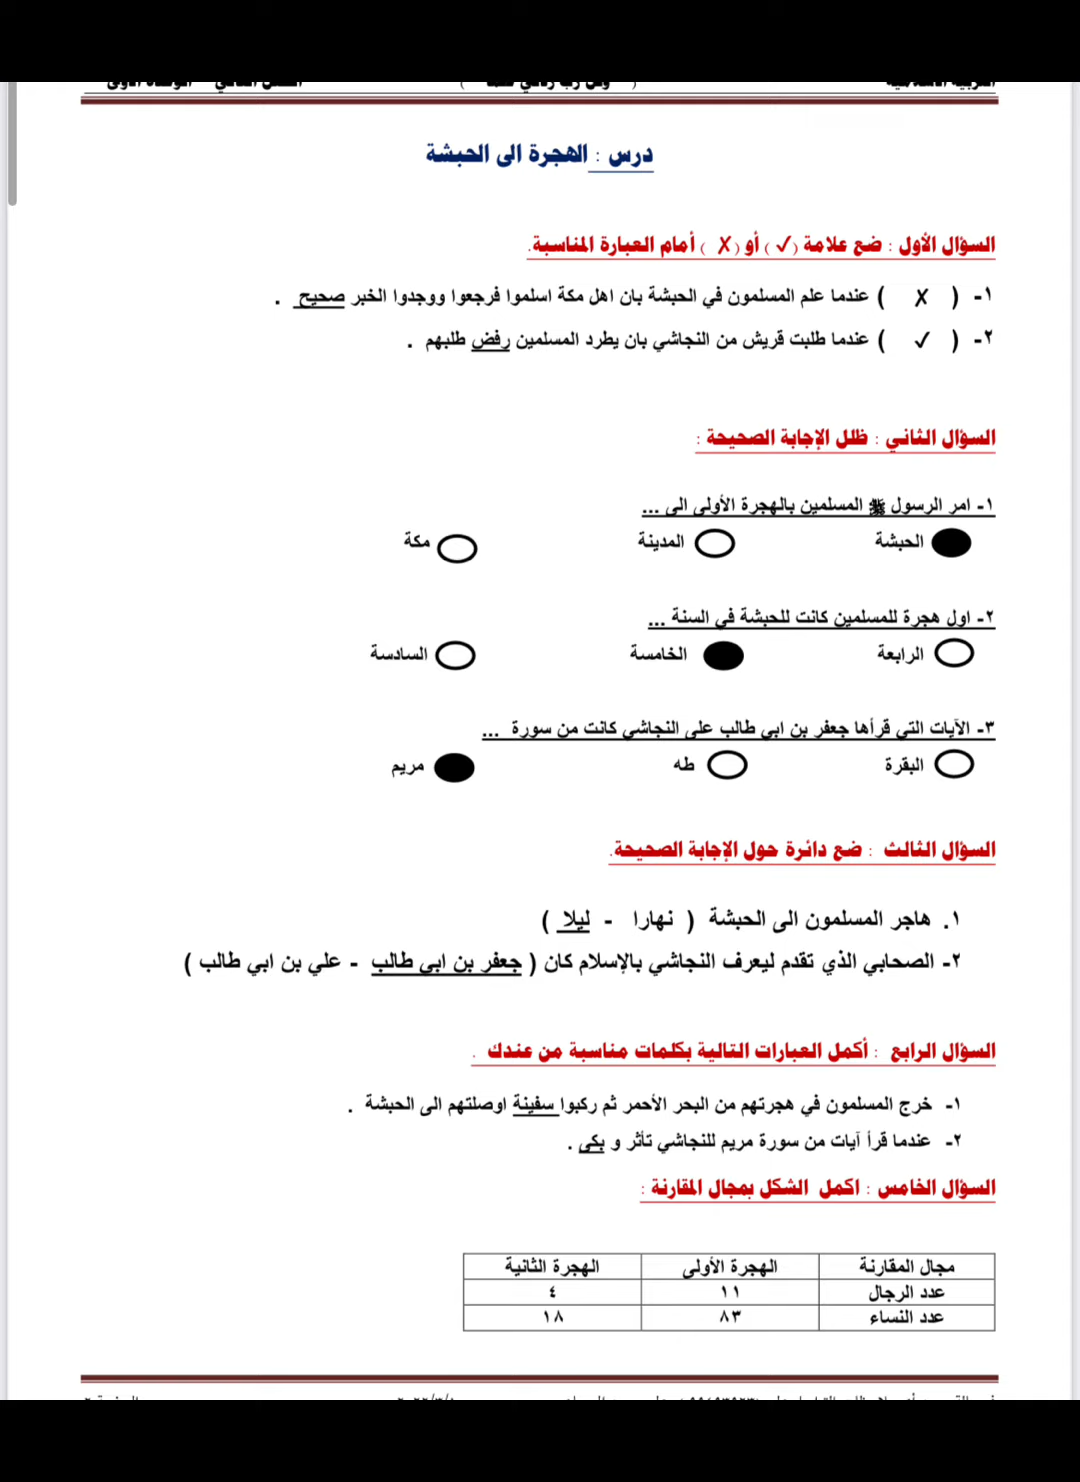 درس : الهجرة الى الحبشة
السؤال الأول : ضع علامة (✓) أو (✗) أمام العبارة المناسبة.
١- ( ✗ ) عندما علم المسلمون في الحبشة بان اهل مكة اسلموا فرجعوا ووجدوا الخبر صحيح .
٢- ( ✓ ) عندما طلبت قريش من النجاشي بان يطرد المسلمين رفض طلبهم .
السؤال الثاني : ظلل الإجابة الصحيحة :
١- امر الرسول ﷺ المسلمين بالهجرة الأولى الى ...
الحبشة المدينة مكة
٢- اول هجرة للمسلمين كانت للحبشة في السنة ...
الرابعة الخامسة السادسة
٣- الآيات التي قرأها جعفر بن ابي طالب على النجاشي كانت من سورة ...
البقرة طه مريم
السؤال الثالث : ضع دائرة حول الإجابة الصحيحة.
١. هاجر المسلمون الى الحبشة ( نهارا - ليلا )
٢- الصحابي الذي تقدم ليعرف النجاشي بالإسلام كان ( جعفر بن ابي طالب - علي بن ابي طالب )
السؤال الرابع : أكمل العبارات التالية بكلمات مناسبة من عندك .
١- خرج المسلمون في هجرتهم من البحر الأحمر ثم ركبوا سفينة اوصلتهم الى الحبشة .
٢- عندما قرأ آيات من سورة مريم للنجاشي تأثر و بكى .
السؤال الخامس : اكمل الشكل بمجال المقارنة :
مجال المقارنة الهجرة الأولى الهجرة الثانية
عدد الرجال ١١ ٤
عدد النساء ٨٣ ١٨